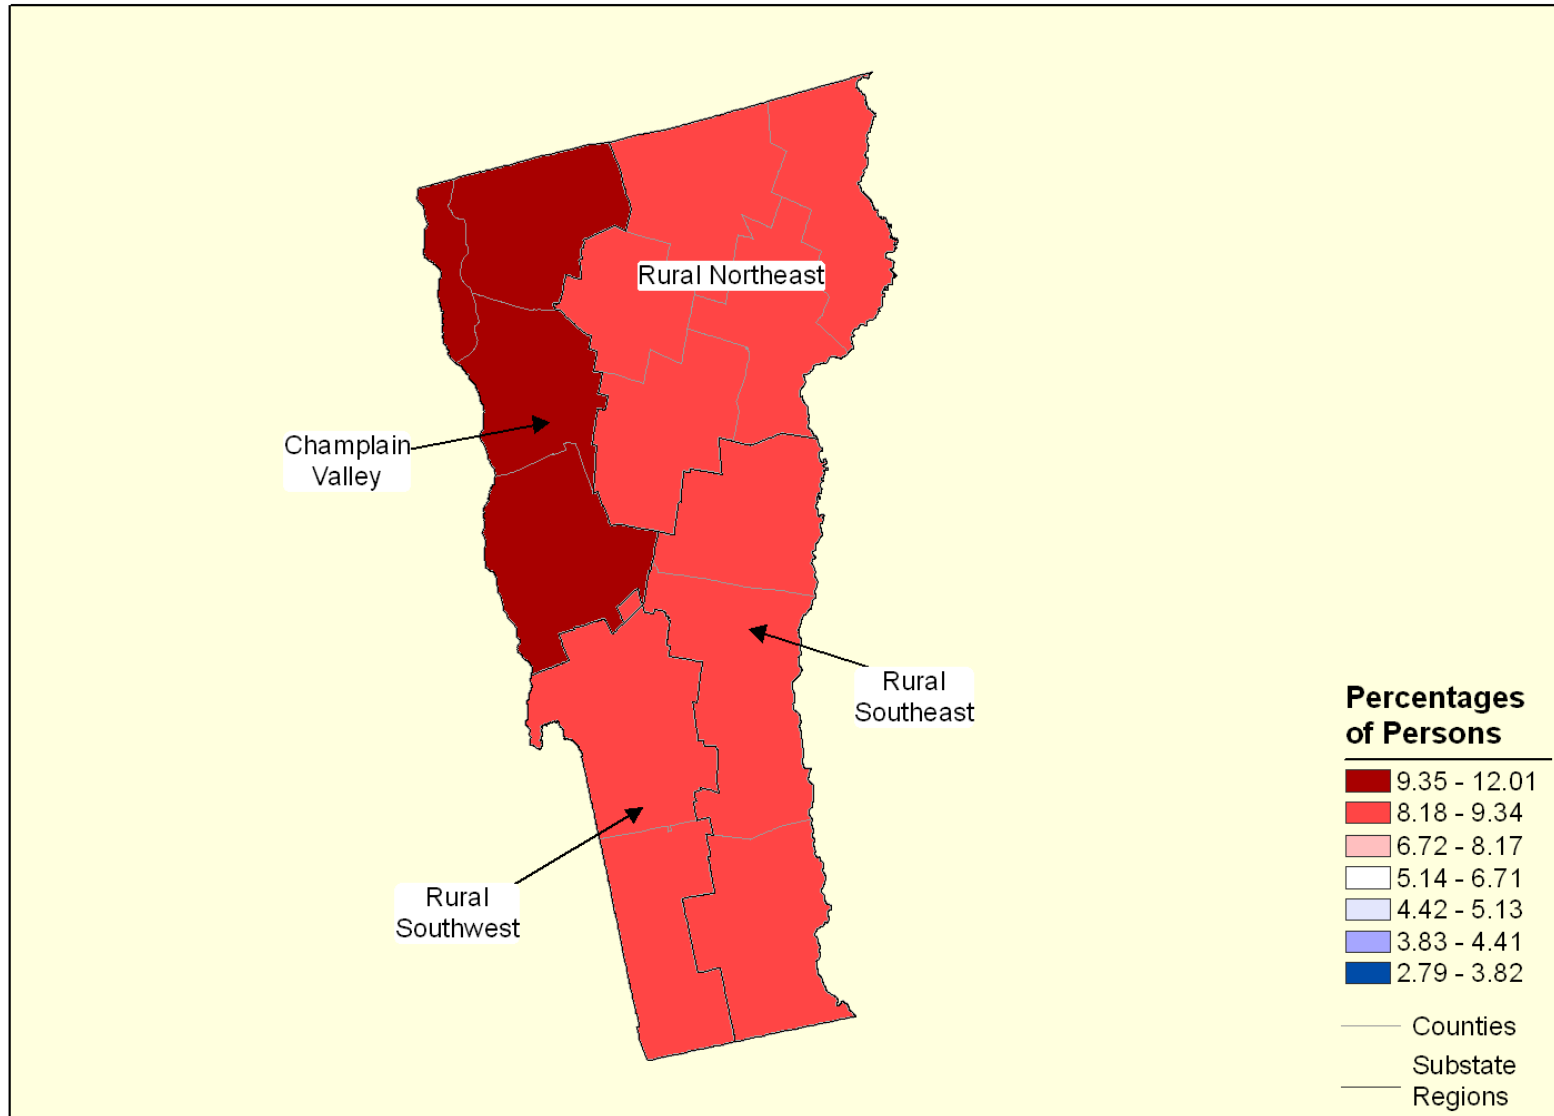 Rural Northeast
Champlain
Valley
Rural
Southeast
Rural
Southwest
Percentages
of Persons
9.35 - 12.01
8.18 - 9.34
6.72 - 8.17
5.14 - 6.71
4.42 - 5.13
3.83 - 4.41
2.79 - 3.82
Counties
Substate
Regions